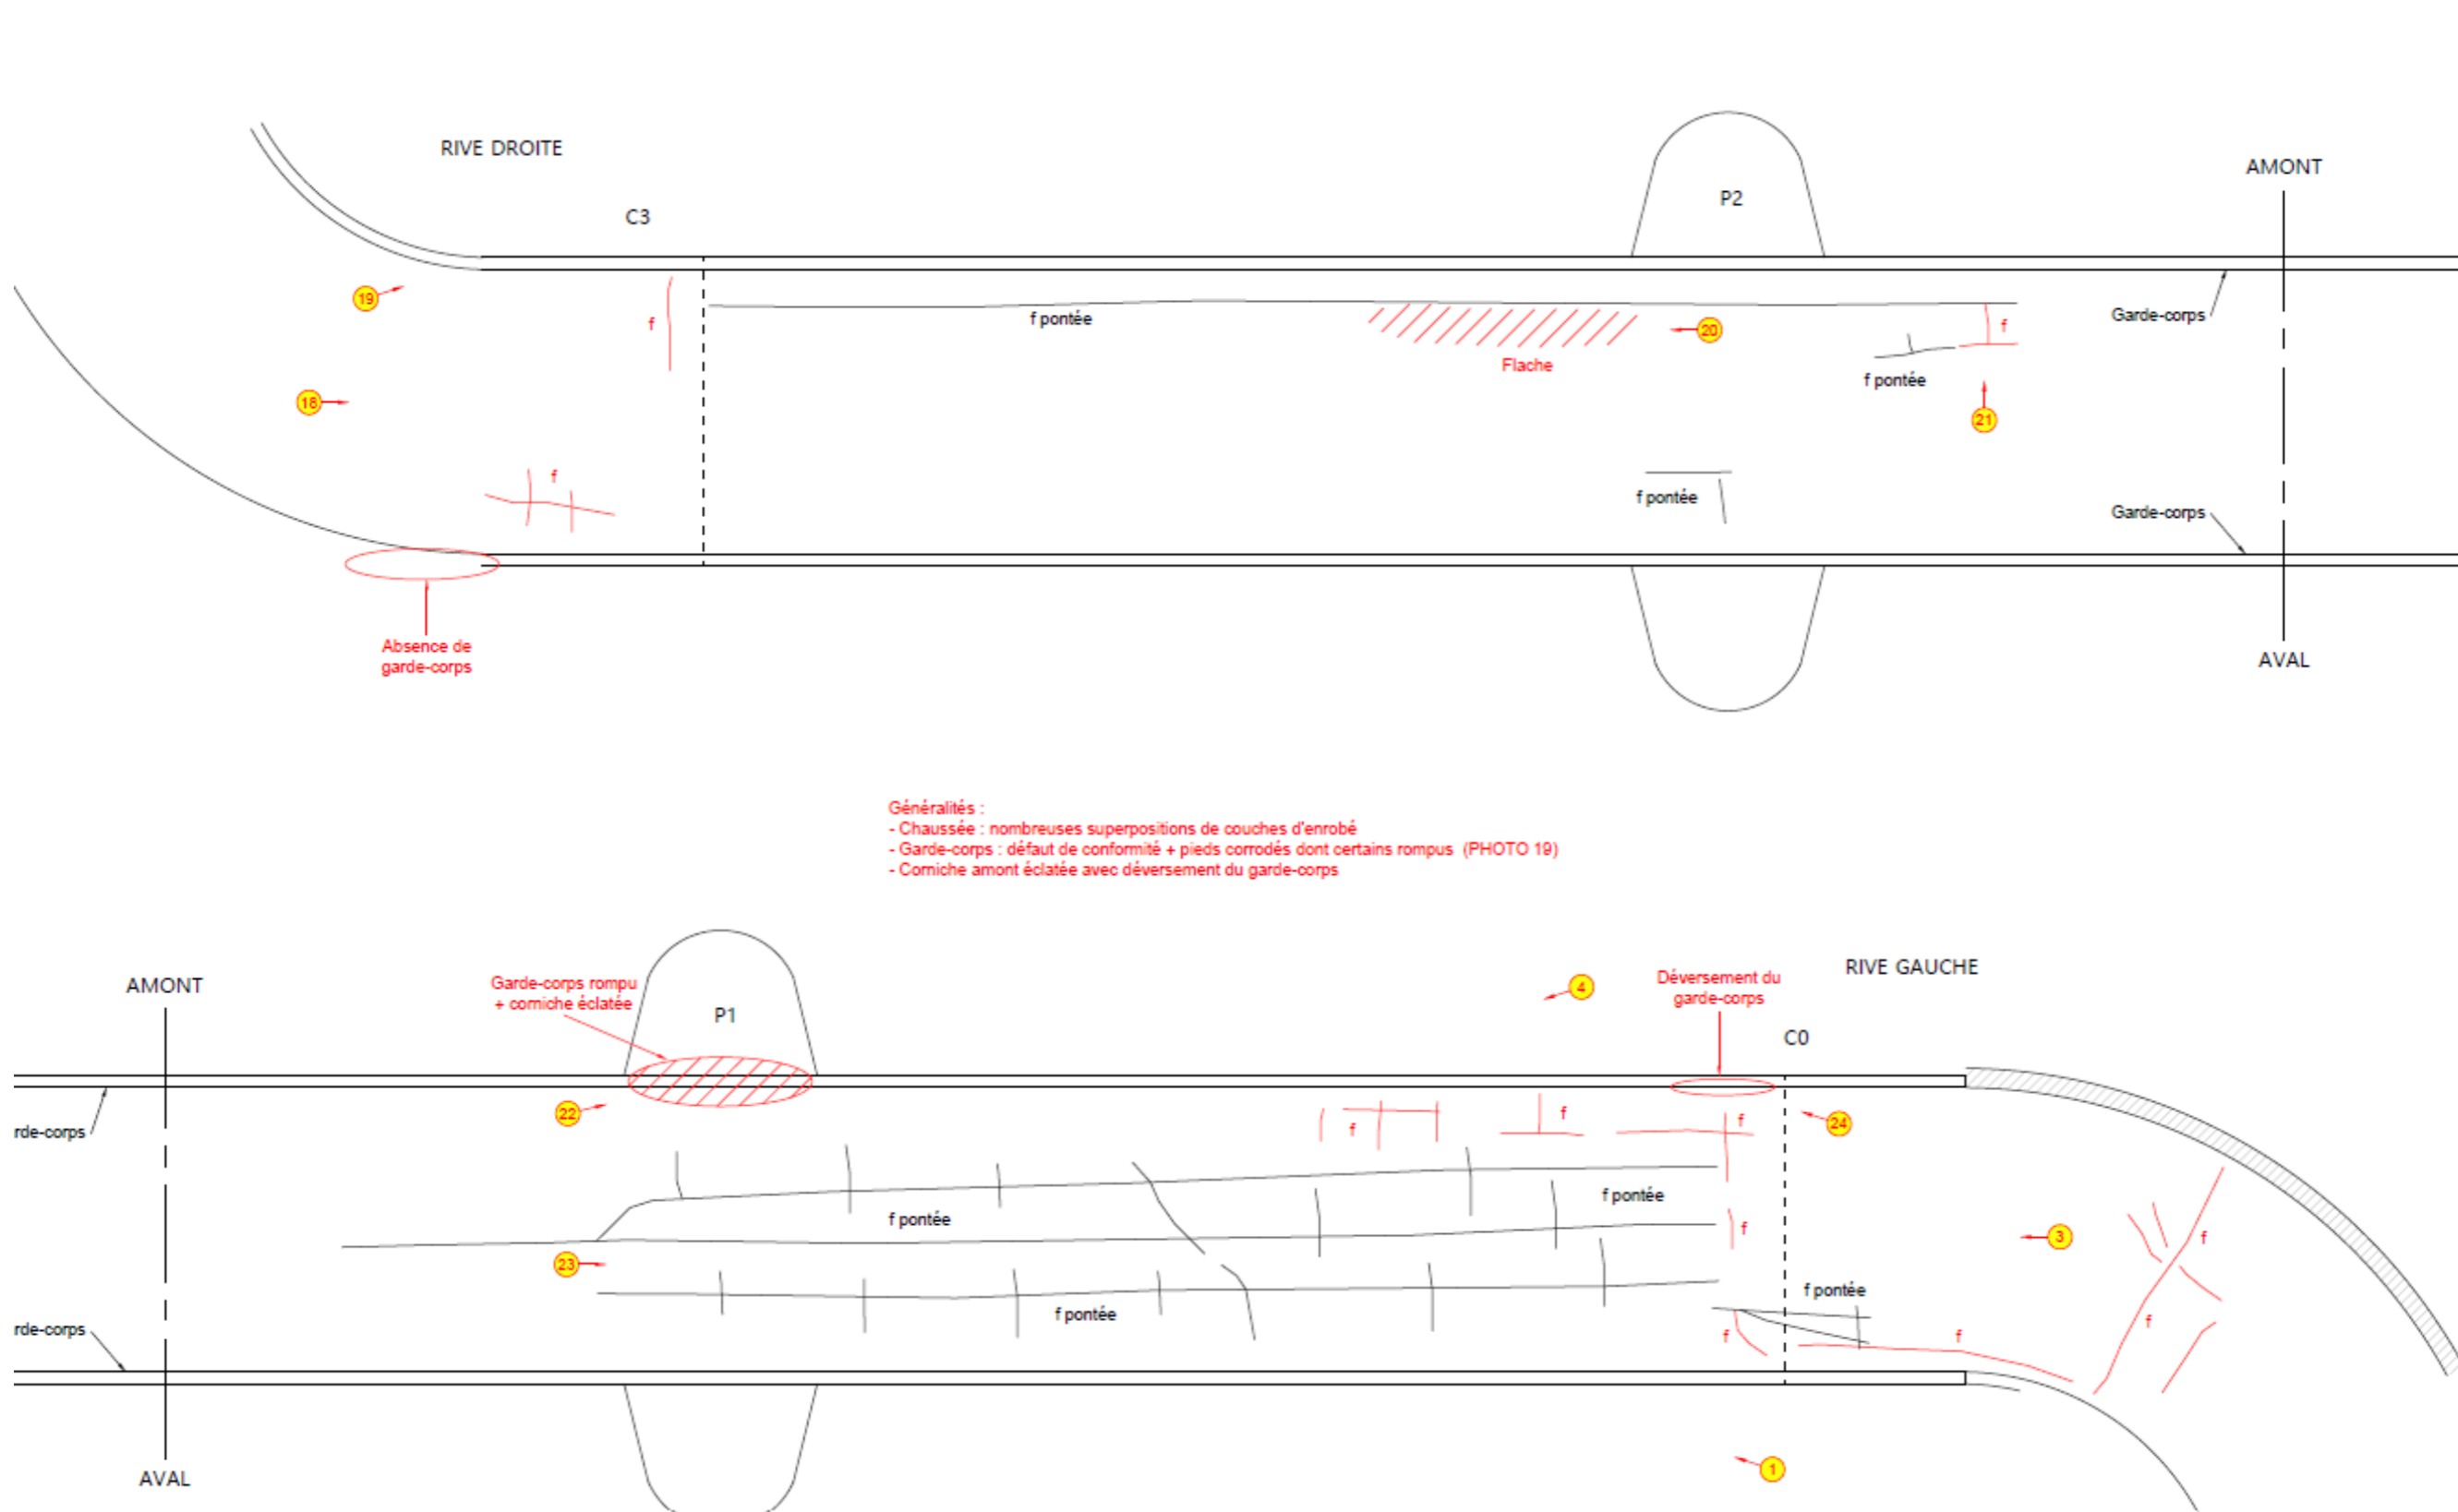 RIVE DROITE
AMONT
P2
C3
19
f
f pontée
Garde-corps
20
f
Flache
f pontée
18
21
f
f pontée
Garde-corps
Absence de
garde-corps
AVAL
Généralités :
- Chaussée : nombreuses superpositions de couches d'enrobé
- Garde-corps : défaut de conformité + pieds corrodés dont certains rompus (PHOTO 19)
- Corniche amont éclatée avec déversement du garde-corps
RIVE GAUCHE
AMONT
Garde-corps rompu
+ corniche éclatée
4
Déversement du
garde-corps
P1
C0
22
f
f
f
24
rde-corps
f pontée
f pontée
f
3
f
23
f pontée
f pontée
rde-corps
f
f
f
AVAL
1